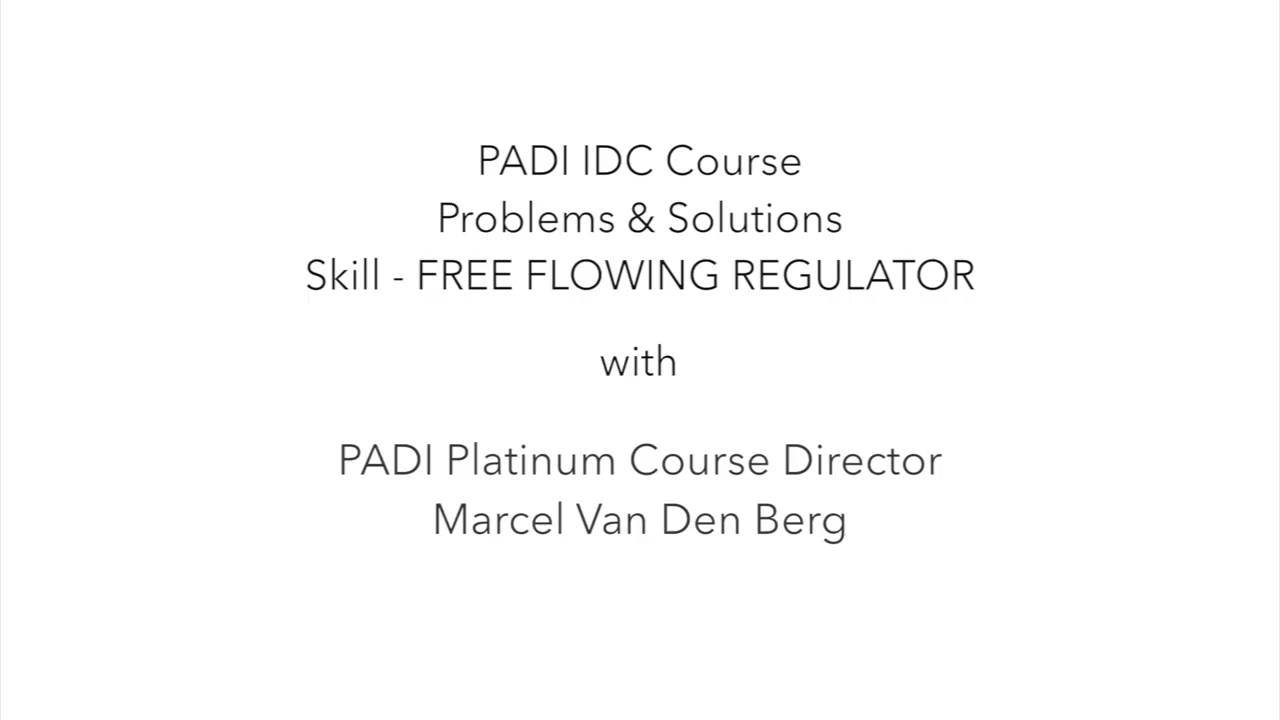 PADI IDC Course
Problems & Solutions
Skill - FREE FLOWING REGULATOR
with
PADI Platinum Course Director
Marcel Van Den Berg